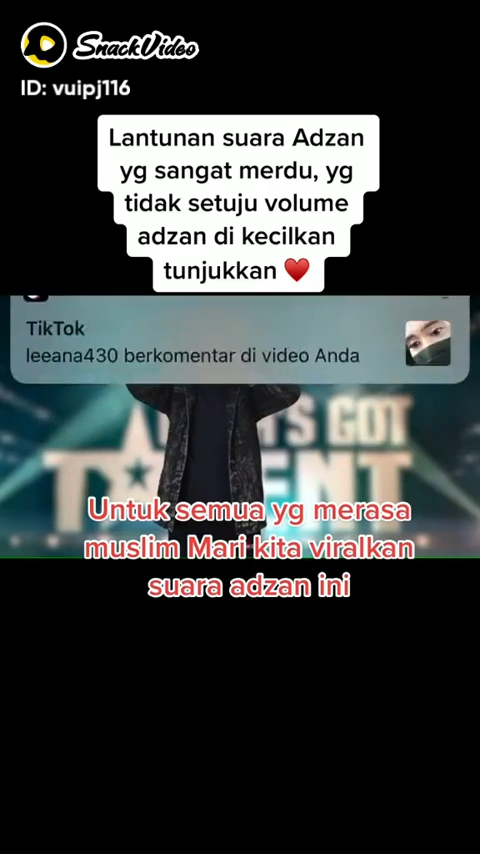 SnackVideo
ID: vuipj116
Lantunan suara Adzan
yg sangat merdu, yg
tidak setuju volume
adzan di kecilkan
tunjukkan ♥️
TikTok
leeana430 berkomentar di video Anda
GOT
Untuk semua yg merasa
muslim Mari kita viralkan
suara adzan ini